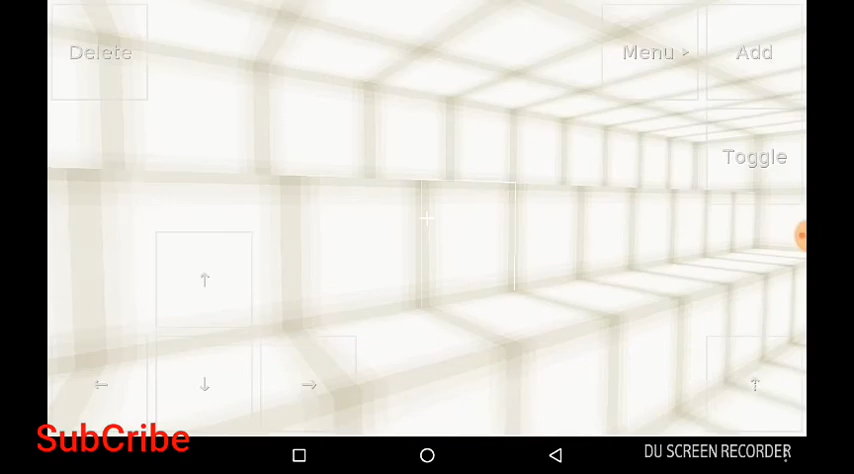 Delete
Menu
Add
Toggle
SubCribe
DU SCREEN RECORDER